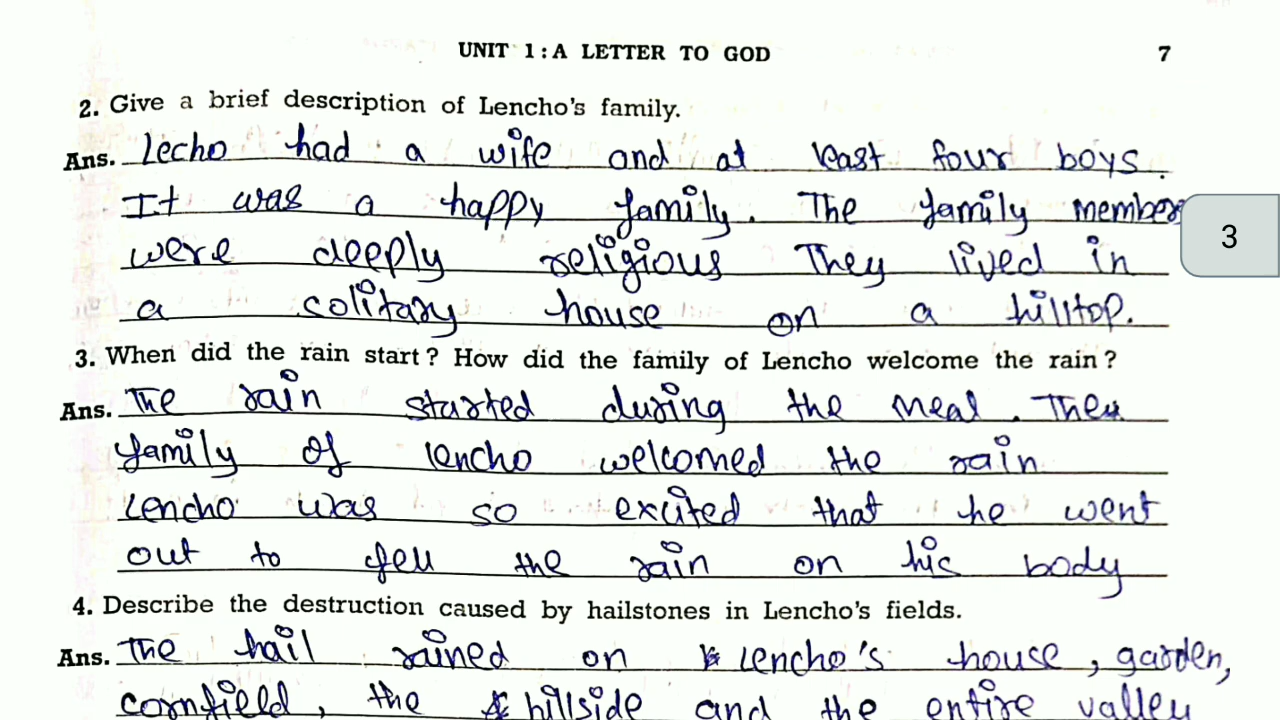 UNIT 1 : A LETTER TO GOD 7
2. Give a brief description of Lencho's family.
Ans. Lecho had a wife and at least four boys.
It was a happy family. The family members
3
were deeply religious They lived in
a solitary house on a hilltop.
3. When did the rain start? How did the family of Lencho welcome the rain?
Ans. The rain started during the meal. The
family of Lencho welcomed the rain
Lencho was so excited that he went
out to fell the rain on his body
4. Describe the destruction caused by hailstones in Lencho's fields.
Ans. The hail rained on Lencho's house, garden,
cornfield, the hillside and the entire valley